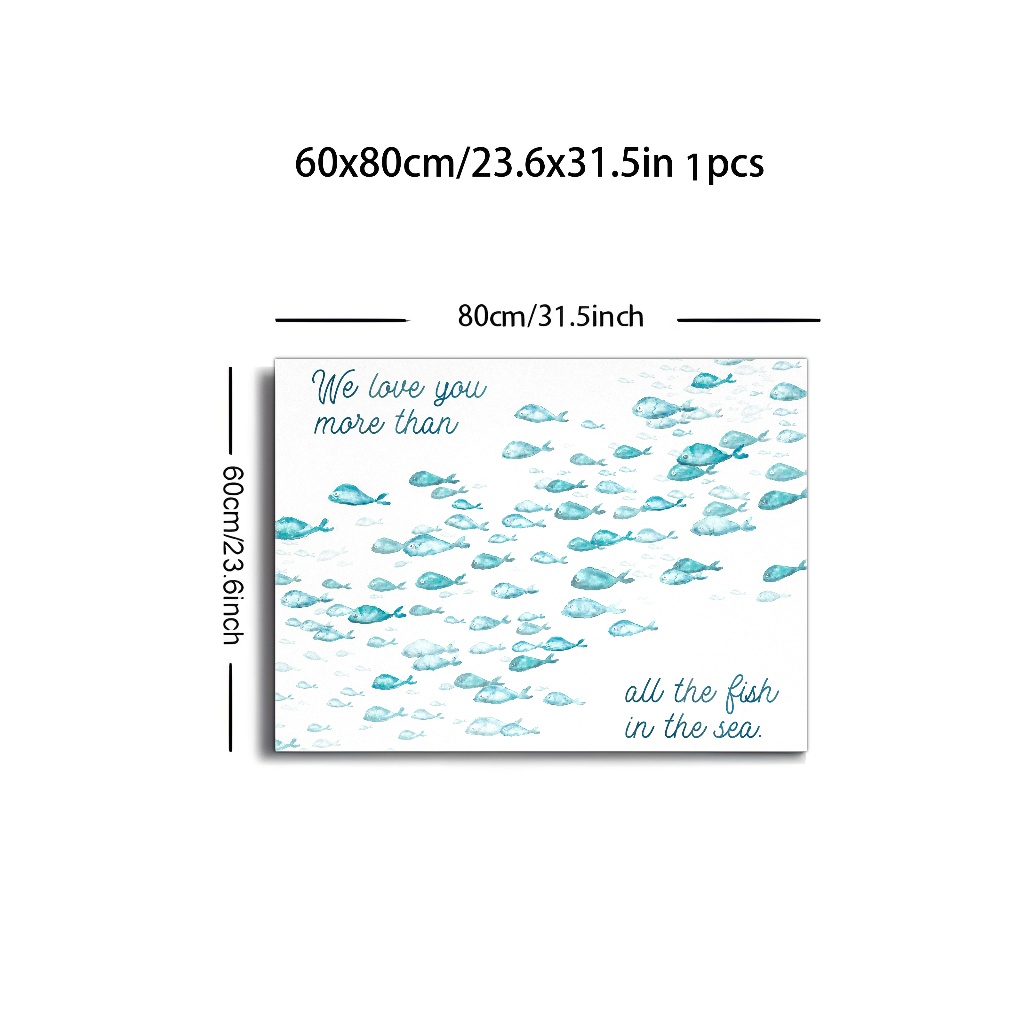 60x80cm/23.6x31.5in 1pcs
80cm/31.5inch
60cm/23.6inch
We love you
more than
all the fish
in the sea.